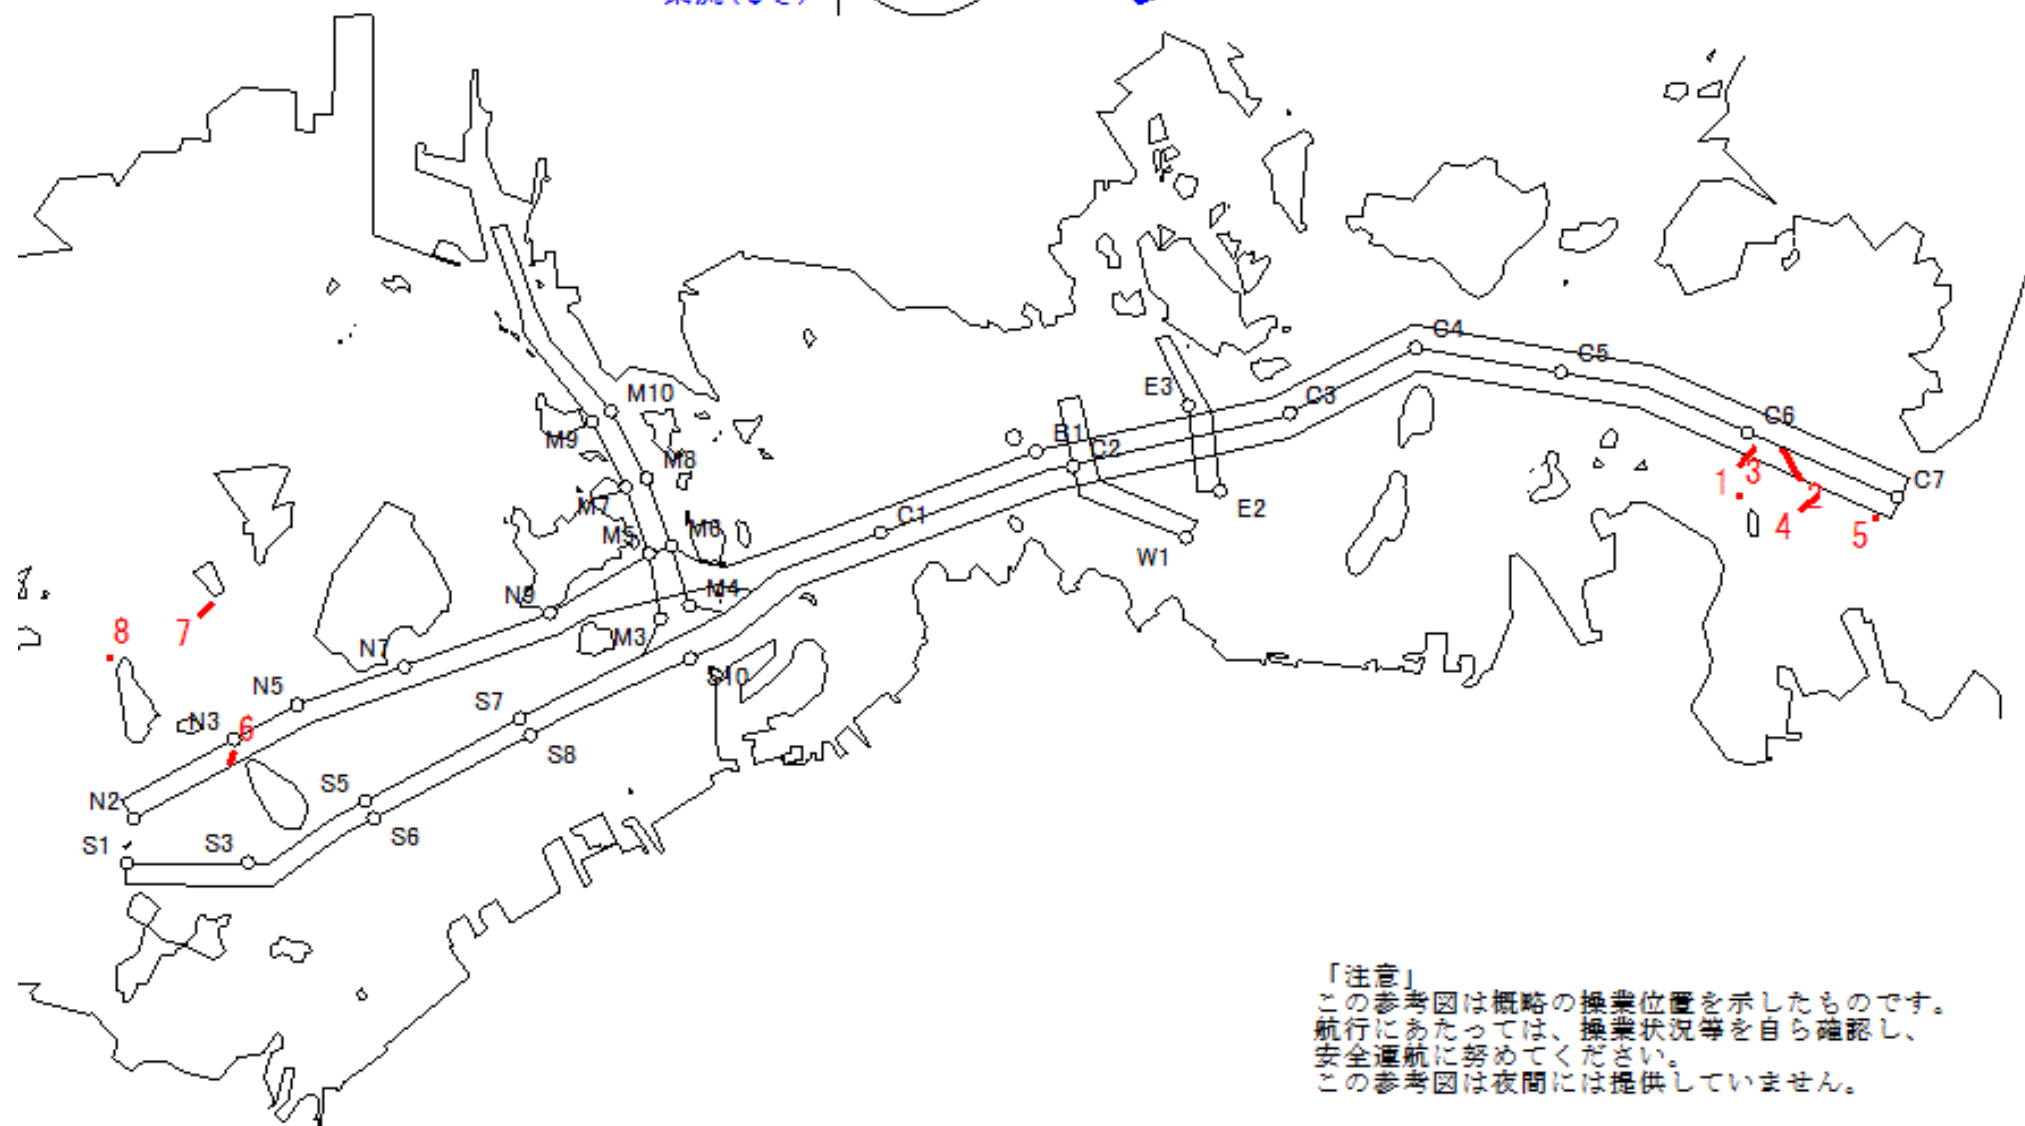 C4
C5
M10
E3
C3
C6
M9
B1
C2
M8
C7
1
3
M7
E2
2
C1
4
5
M5
M6
W1
N9
M4
8
7
M3
N7
S10
N5
S7
N3
6
S8
S5
N2
S6
S1
S3
「注意」
この参考図は概略の操業位置を示したものです。
航行にあたっては、操業状況等を自ら確認し、
安全運航に努めてください。
この参考図は夜間には提供していません。